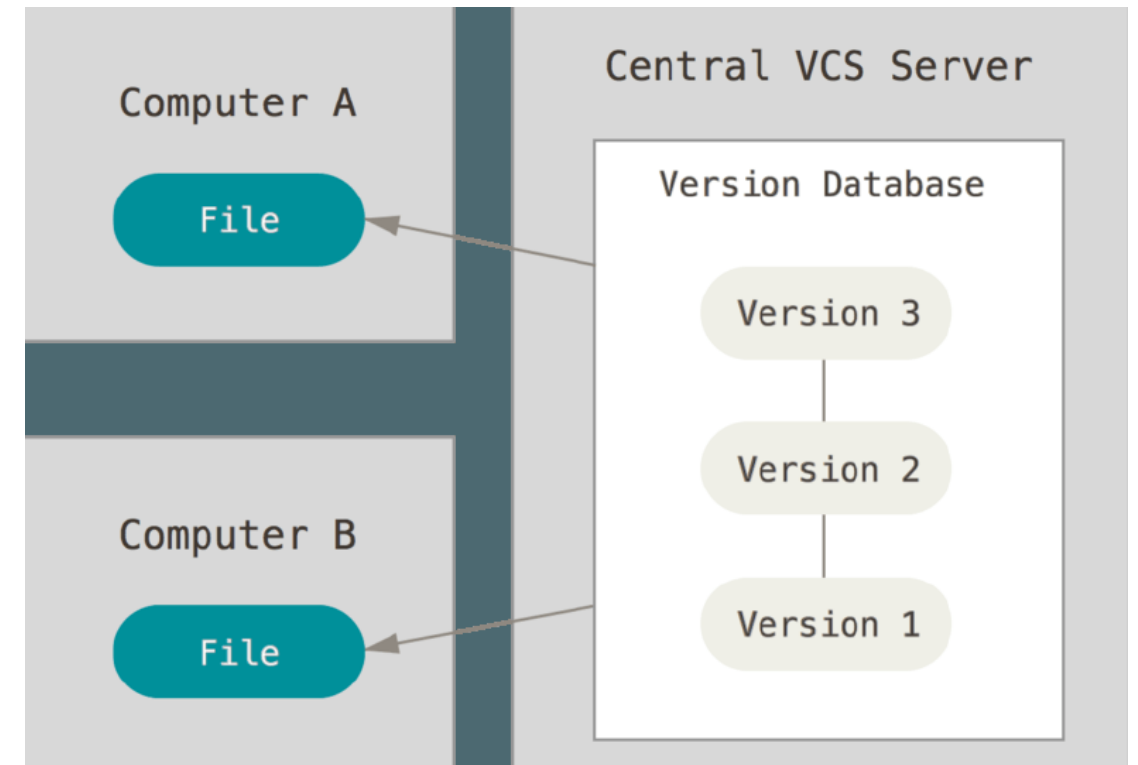 Computer A
File
Computer B
File
Central VCS Server
Version Database
Version 3
Version 2
Version 1